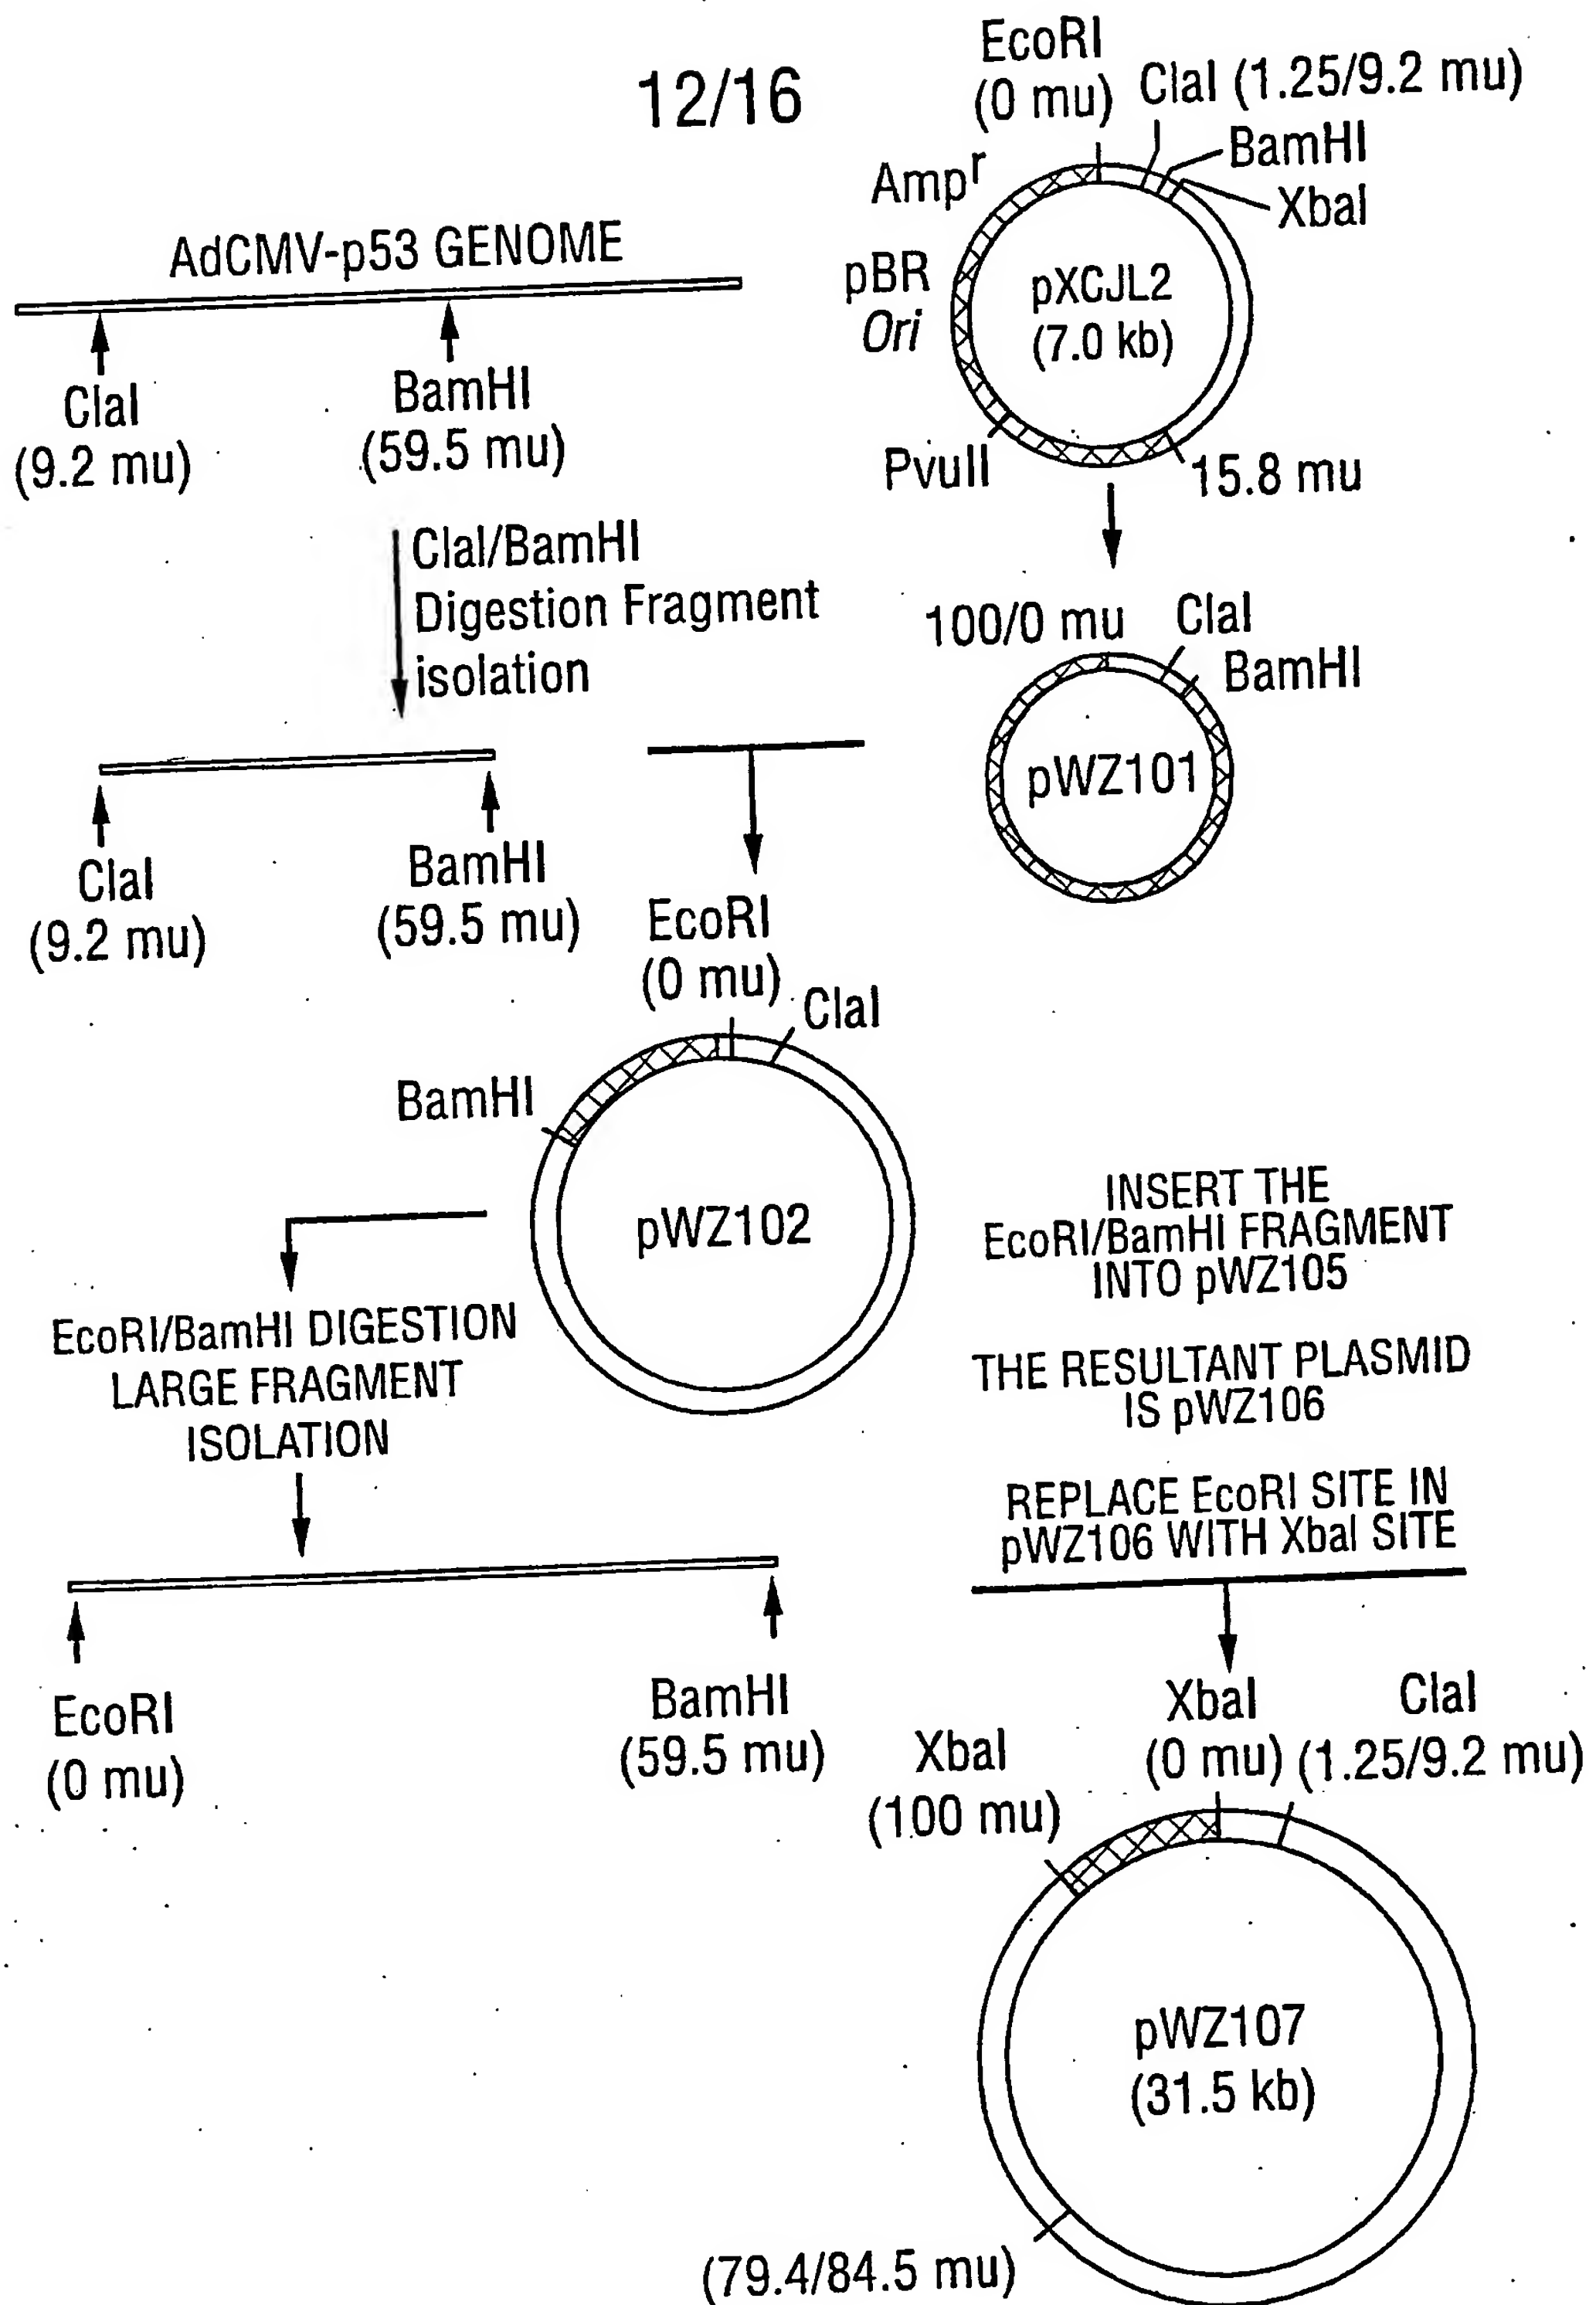 12/16
EcoRI
(0 mu)
ClaI (1.25/9.2 mu)
BamHI
XbaI
Ampr
pBR
Ori
pXCJL2
(7.0 kb)
PvuII
15.8 mu
AdCMV-p53 GENOME
ClaI
(9.2 mu)
BamHI
(59.5 mu)
ClaI/BamHI
Digestion Fragment
isolation
100/0 mu
ClaI
BamHI
pWZ101
ClaI
(9.2 mu)
BamHI
(59.5 mu)
EcoRI
(0 mu)
ClaI
BamHI
pWZ102
EcoRI/BamHI DIGESTION
LARGE FRAGMENT
ISOLATION
INSERT THE
EcoRI/BamHI FRAGMENT
INTO pWZ105
THE RESULTANT PLASMID
IS pWZ106
REPLACE EcoRI SITE IN
pWZ106 WITH XbaI SITE
EcoRI
(0 mu)
BamHI
(59.5 mu)
XbaI
(100 mu)
XbaI
(0 mu)
ClaI
(1.25/9.2 mu)
pWZ107
(31.5 kb)
(79.4/84.5 mu)